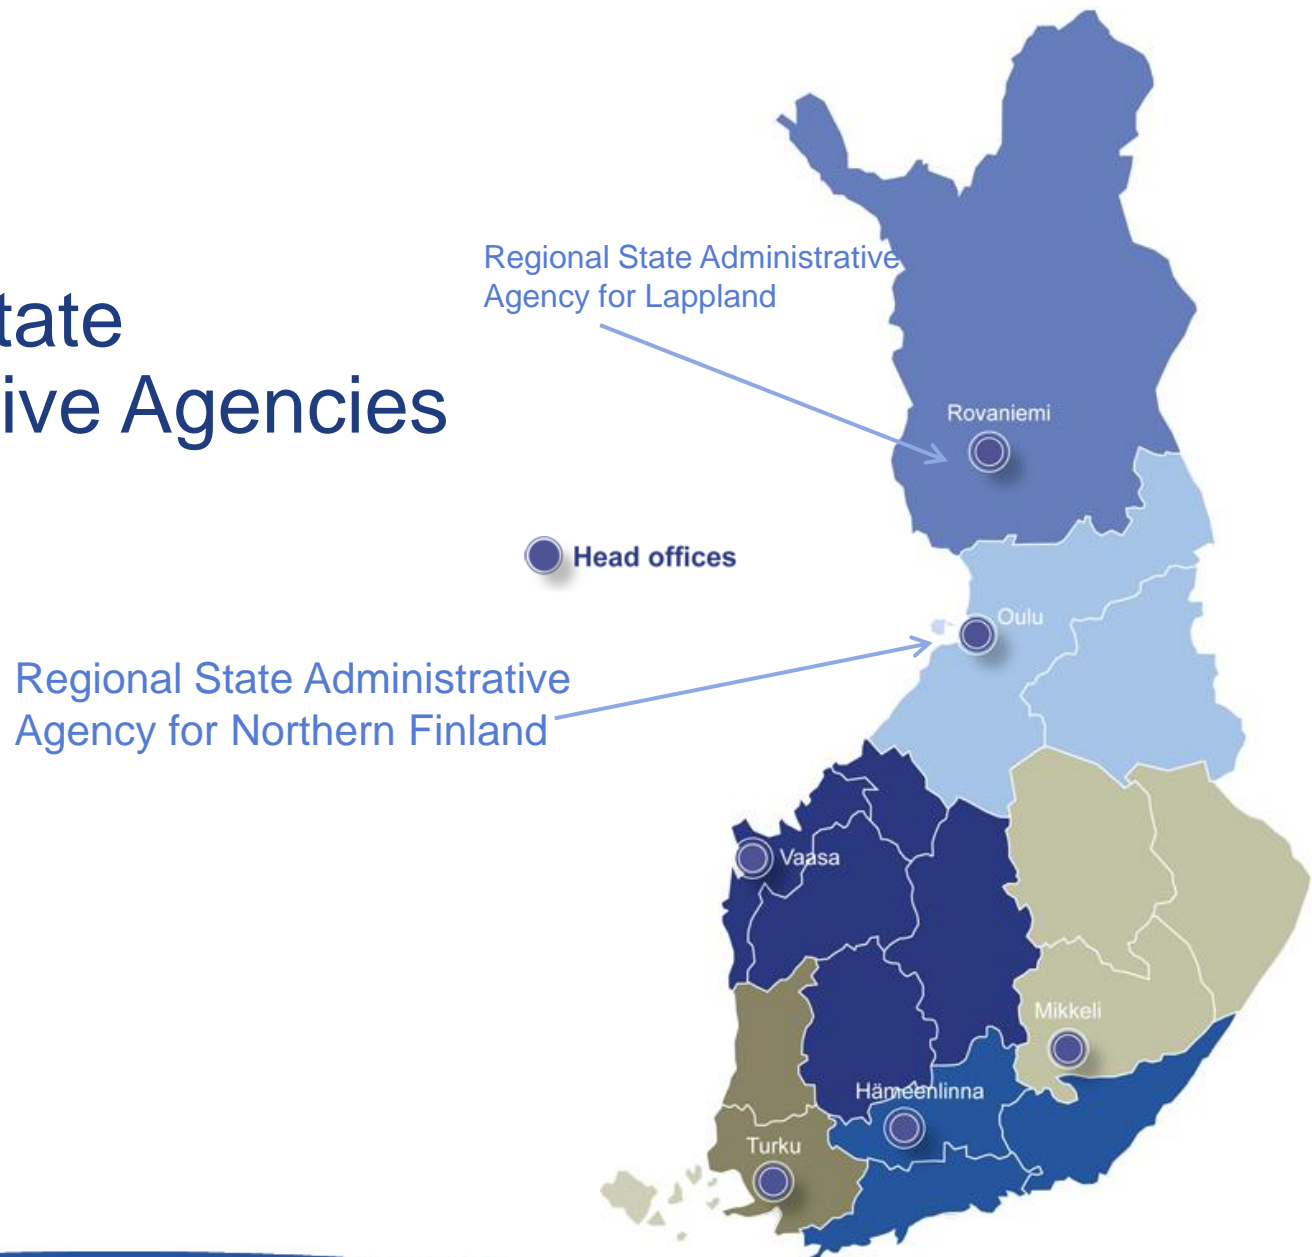 Regional State Administrative
Agency for Lappland
tate
ive Agencies
Rovaniemi
Head offices
Oulu
Regional State Administrative
Agency for Northern Finland
Vaasa
Mikkeli
Hämeenlinna
Turku